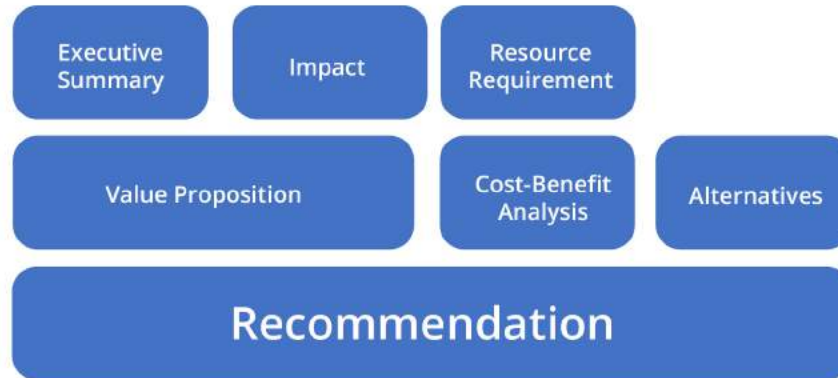 Executive
Summary
Impact
Resource
Requirement
Value Proposition
Cost-Benefit
Analysis
Alternatives
Recommendation